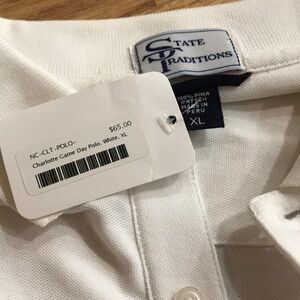 STATE
TRADITIONS
100% PIMA
COTTON
MADE IN
PERU
XL
$65.00
NC-CLT-POLO-
Charlotte Game Day Polo, White, XL